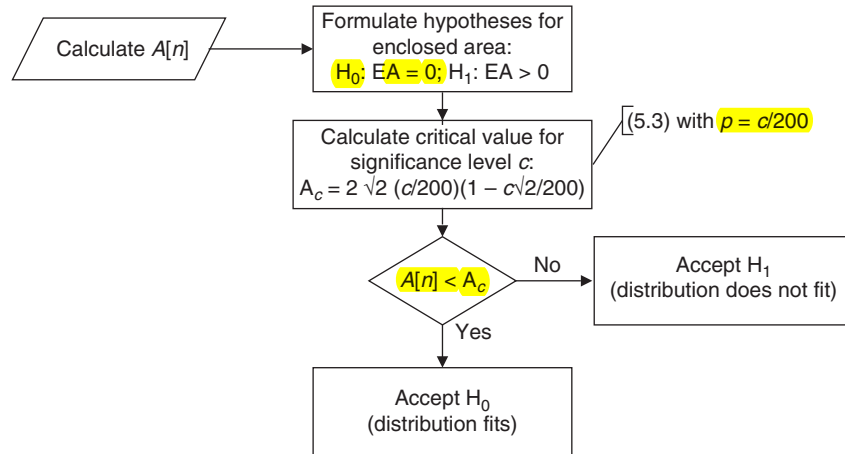 Calculate A[n]
Formulate hypotheses for
enclosed area:
H₀: EA = 0; H₁: EA > 0
Calculate critical value for
significance level c:
A_c = 2 √2 (c/200)(1 − c√2/200)
(5.3) with p = c/200
A[n] < A_c
No
Accept H₁
(distribution does not fit)
Yes
Accept H₀
(distribution fits)